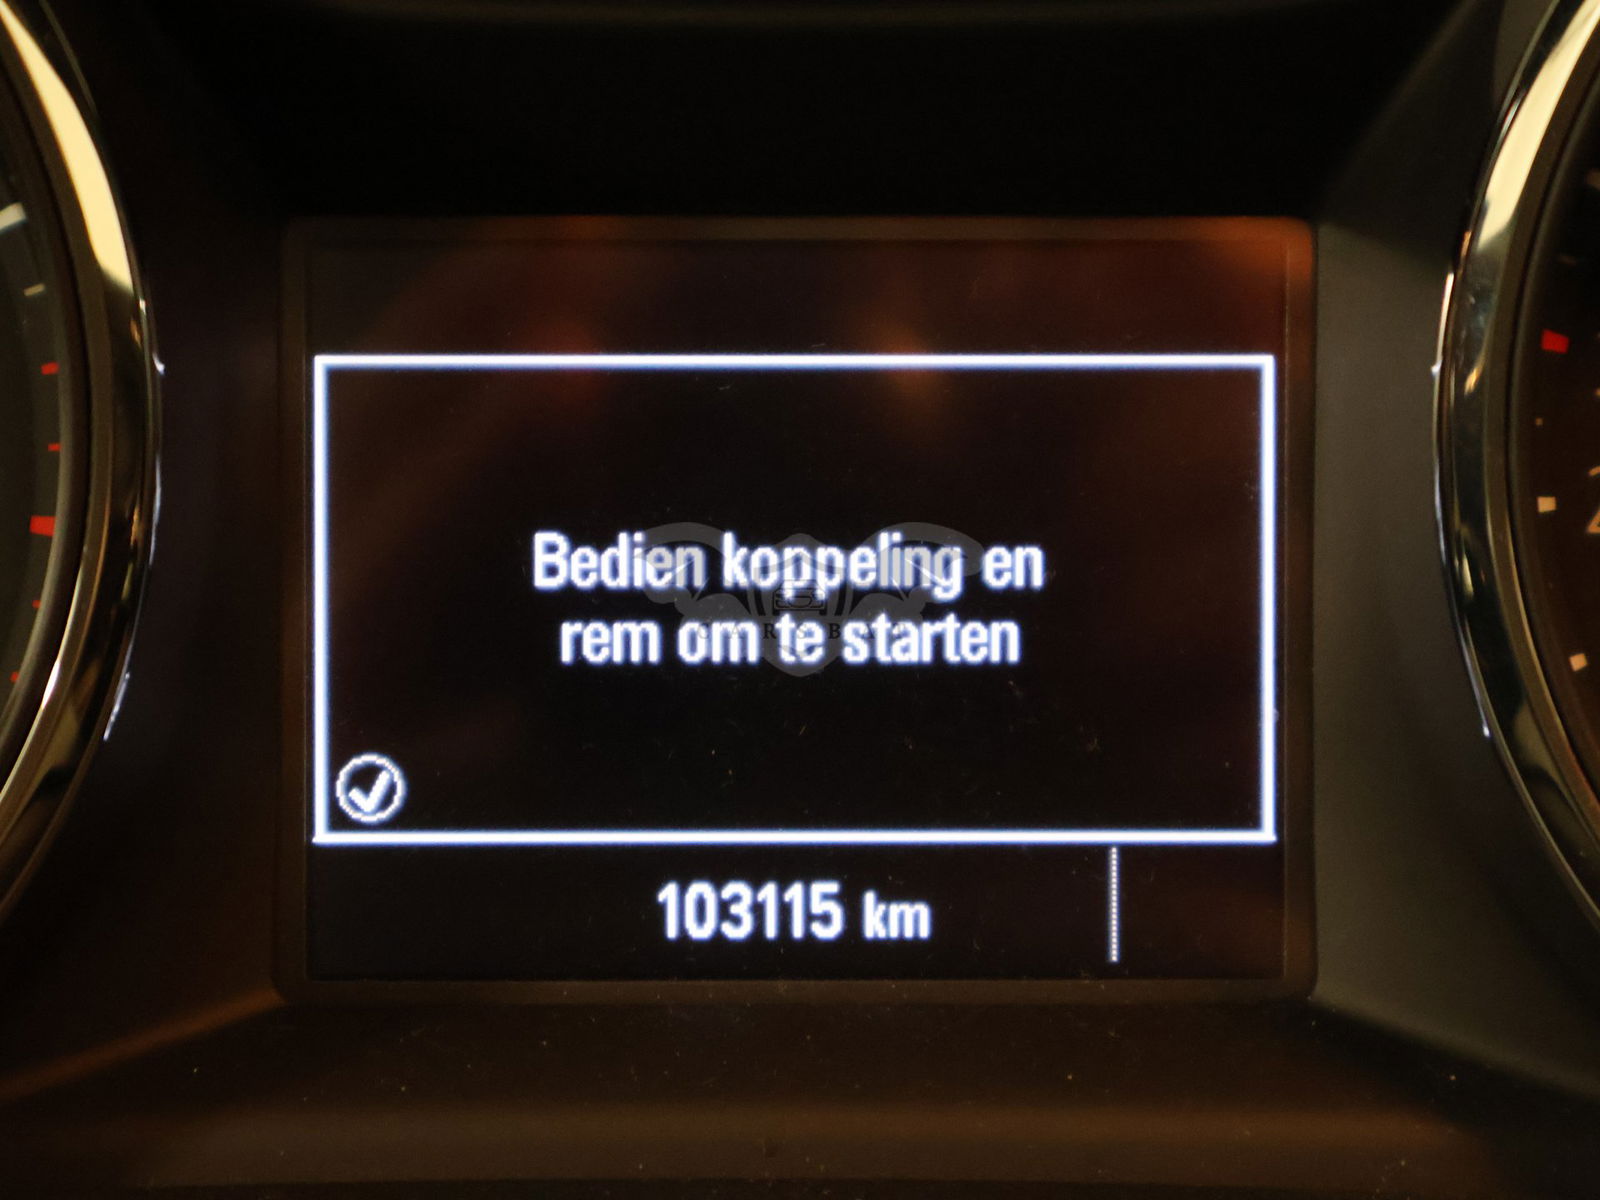 Bedien koppeling en
rem om te starten
103115 km